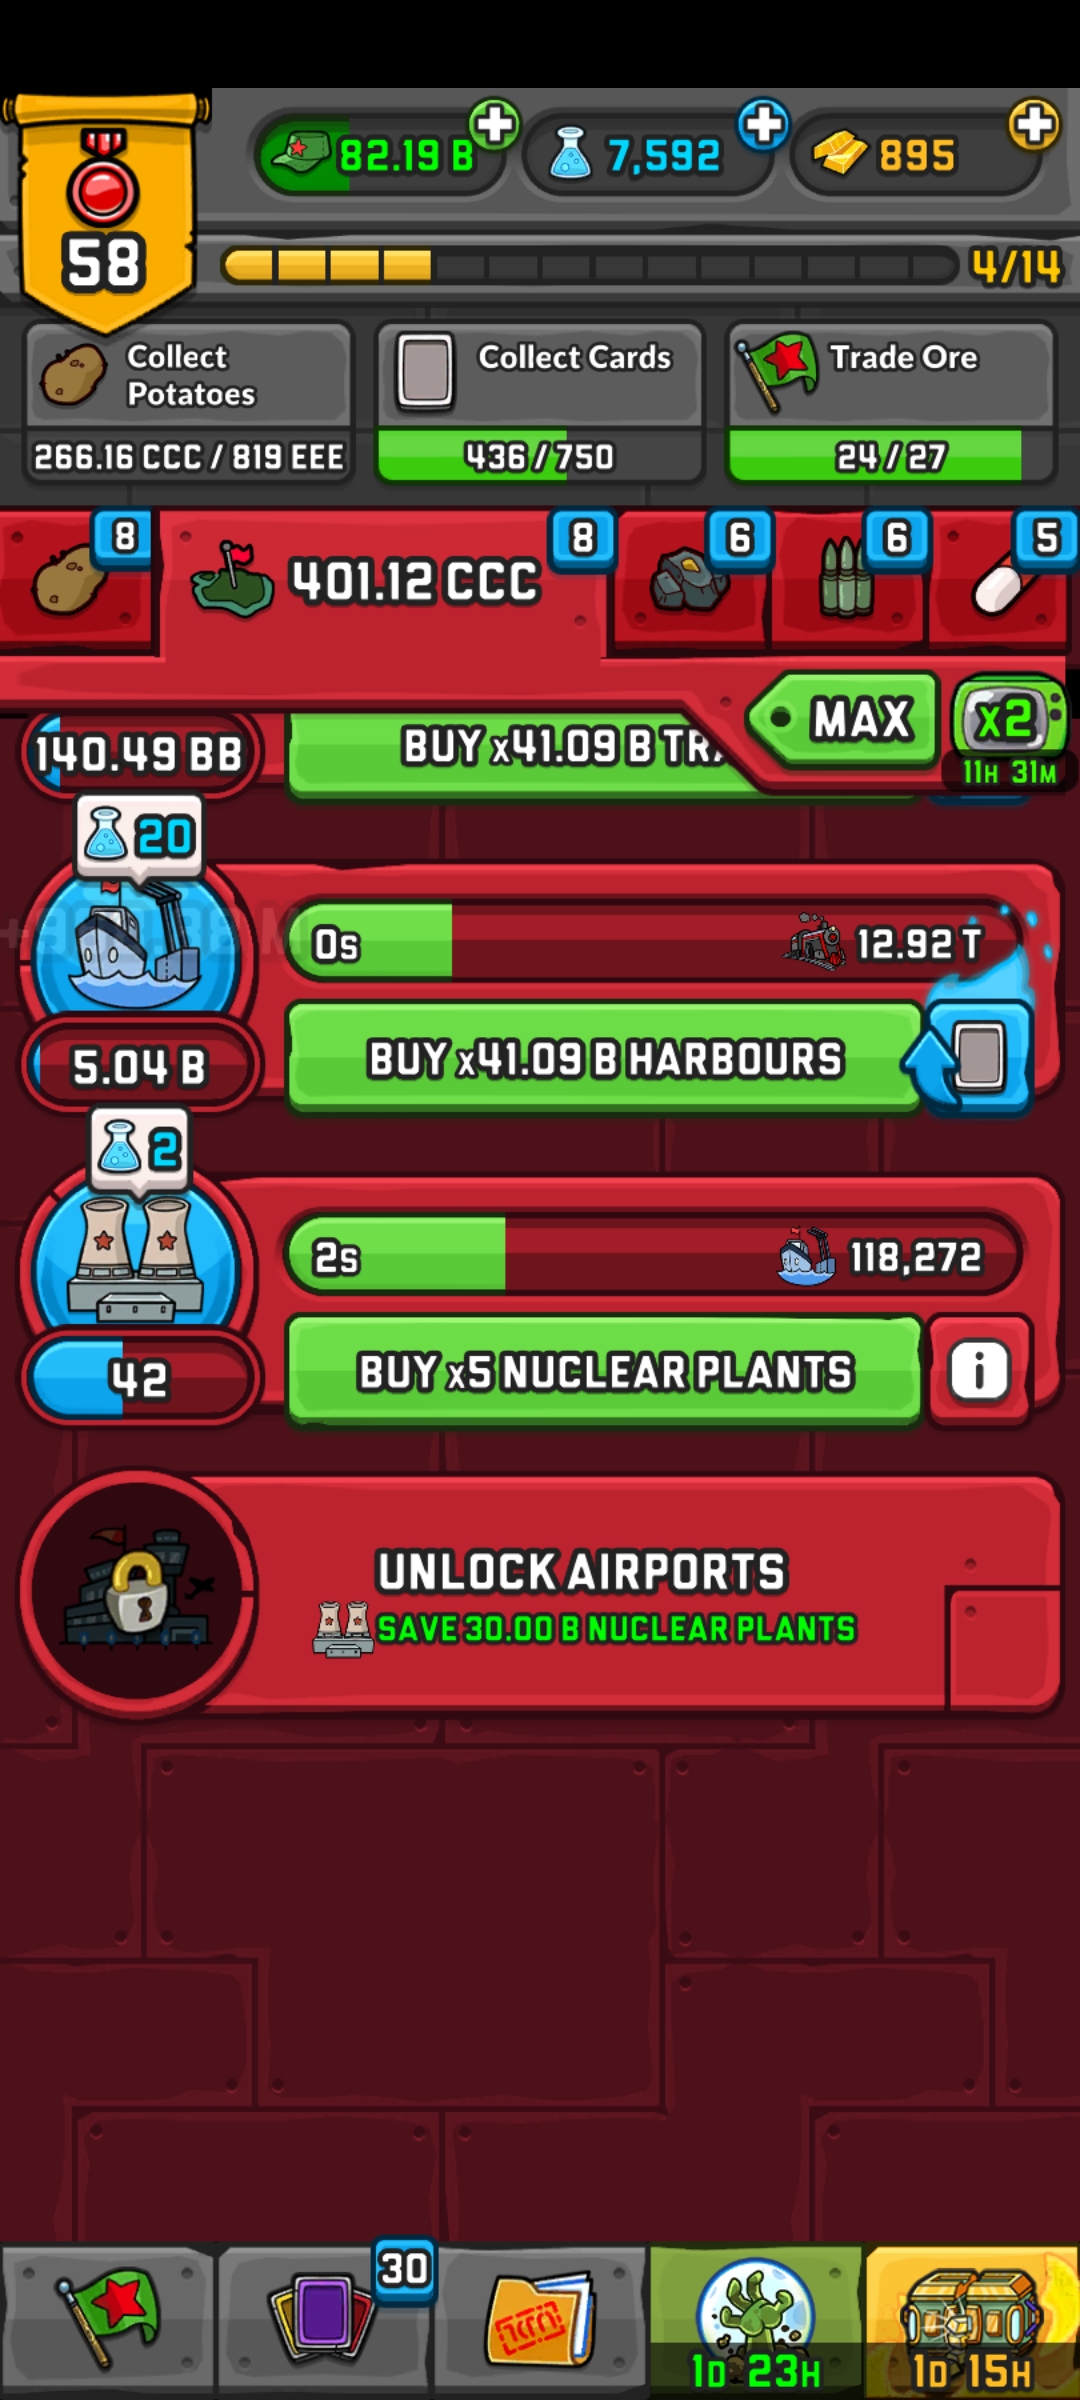 58
82.19 B
7,592
895
4/14
Collect
Potatoes
266.16 CCC / 819 EEE
Collect Cards
436 / 750
Trade Ore
24 / 27
8
401.12 CCC
8
6
6
5
MAX
x2
11H 31M
140.49 BB
BUY x41.09 B
20
0s
12.92 T
5.04 B
BUY x41.09 B HARBOURS
2
2s
118,272
42
BUY x5 NUCLEAR PLANTS
i
UNLOCK AIRPORTS
SAVE 30.00 B NUCLEAR PLANTS
30
1D 23H
1D 15H